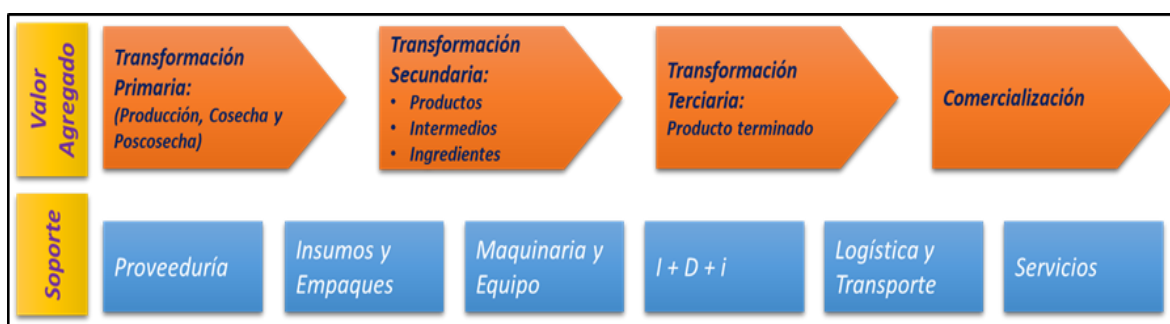 Valor
Agregado
Transformación
Primaria:
(Producción, Cosecha y
Poscosecha)
Transformación
Secundaria:
• Productos
• Intermedios
• Ingredientes
Transformación
Terciaria:
Producto terminado
Comercialización
Soporte
Proveeduría
Insumos y
Empaques
Maquinaria y
Equipo
I + D + i
Logística y
Transporte
Servicios